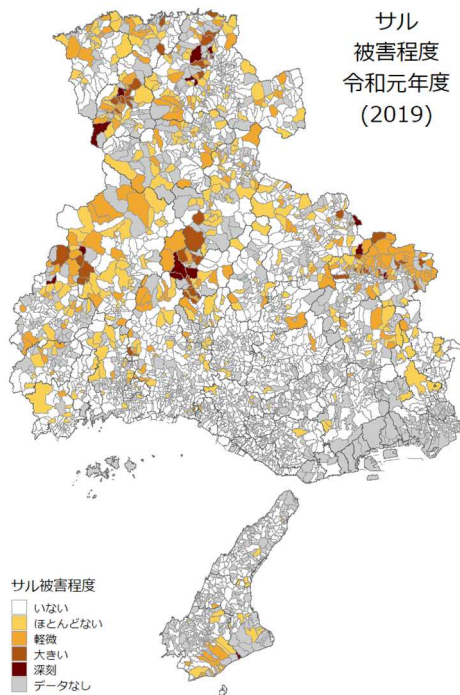 サル
被害程度
令和元年度
(2019)
サル被害程度
いない
ほとんどない
軽微
大きい
深刻
データなし